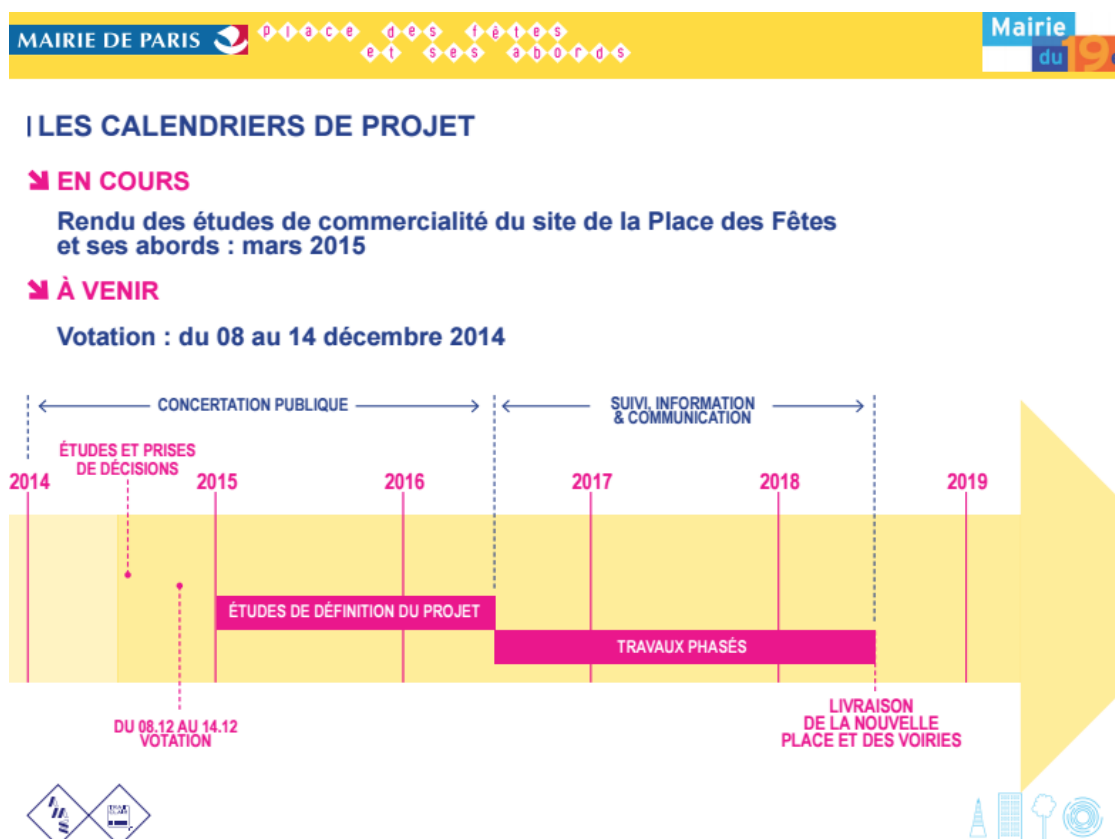 MAIRIE DE PARIS
place des fêtes
et ses abords
Mairie
du 19
LES CALENDRIERS DE PROJET
EN COURS
Rendu des études de commercialité du site de la Place des Fêtes
et ses abords : mars 2015
À VENIR
Votation : du 08 au 14 décembre 2014
CONCERTATION PUBLIQUE
SUIVI, INFORMATION
& COMMUNICATION
ÉTUDES ET PRISES
DE DÉCISIONS
2014 2015 2016 2017 2018 2019
ÉTUDES DE DÉFINITION DU PROJET
TRAVAUX PHASÉS
DU 08.12 AU 14.12
VOTATION
LIVRAISON
DE LA NOUVELLE
PLACE ET DES VOIRIES